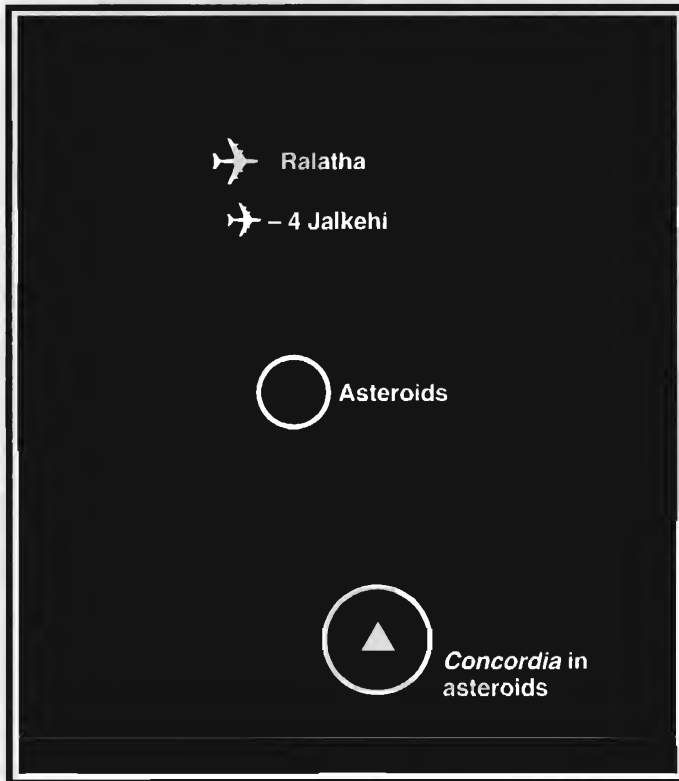 Ralatha
– 4 Jalkehi
Asteroids
Concordia in
asteroids